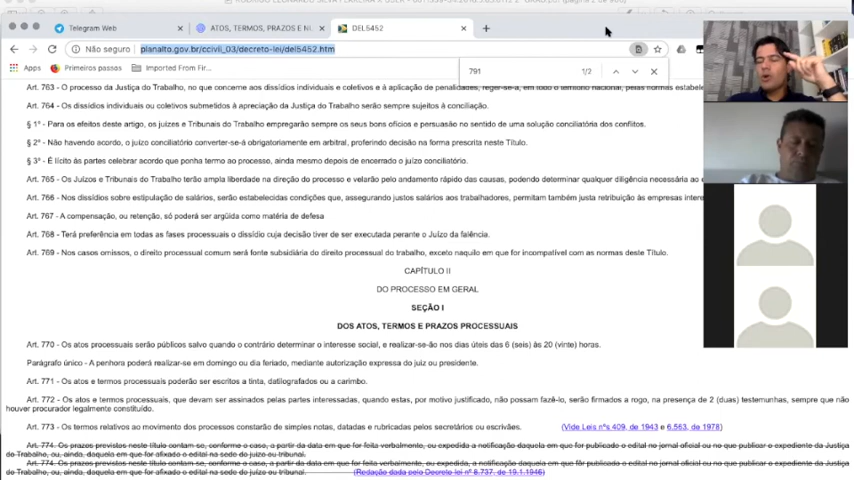 Telegram Web
ATOS, TERMOS, PRAZOS E NU
DEL5452
Não seguro
planalto.gov.br/ccivil_03/decreto-lei/del5452.htm
Apps
Primeiros passos
Imported From Fir...
791
1/2
Art. 763 - O processo da Justiça do Trabalho, no que concerne aos dissídios individuais e coletivos e à aplicação de penalidades, reger-se-á, em todo o território nacional, pelas normas estabele
Art. 764 - Os dissídios individuais ou coletivos submetidos à apreciação da Justiça do Trabalho serão sempre sujeitos à conciliação.
§ 1º - Para os efeitos deste artigo, os juízes e Tribunais do Trabalho empregarão sempre os seus bons ofícios e persuasão no sentido de uma solução conciliatória dos conflitos.
§ 2º - Não havendo acordo, o juízo conciliatório converter-se-á obrigatoriamente em arbitral, proferindo decisão na forma prescrita neste Título.
§ 3º - É lícito às partes celebrar acordo que ponha termo ao processo, ainda mesmo depois de encerrado o juízo conciliatório.
Art. 765 - Os Juízos e Tribunais do Trabalho terão ampla liberdade na direção do processo e velarão pelo andamento rápido das causas, podendo determinar qualquer diligência necessária ao e
Art. 766 - Nos dissídios sobre estipulação de salários, serão estabelecidas condições que, assegurando justos salários aos trabalhadores, permitam também justa retribuição às empresas inter
Art. 767 - A compensação, ou retenção, só poderá ser argüida como matéria de defesa
Art. 768 - Terá preferência em todas as fases processuais o dissídio cuja decisão tiver de ser executada perante o Juízo da falência.
Art. 769 - Nos casos omissos, o direito processual comum será fonte subsidiária do direito processual do trabalho, exceto naquilo em que for incompatível com as normas deste Título.
CAPÍTULO II
DO PROCESSO EM GERAL
SEÇÃO I
DOS ATOS, TERMOS E PRAZOS PROCESSUAIS
Art. 770 - Os atos processuais serão públicos salvo quando o contrário determinar o interesse social, e realizar-se-ão nos dias úteis das 6 (seis) às 20 (vinte) horas.
Parágrafo único - A penhora poderá realizar-se em domingo ou dia feriado, mediante autorização expressa do juiz ou presidente.
Art. 771 - Os atos e termos processuais poderão ser escritos a tinta, datilografados ou a carimbo.
Art. 772 - Os atos e termos processuais, que devam ser assinados pelas partes interessadas, quando estas, por motivo justificado, não possam fazê-lo, serão firmados a rogo, na presença de 2 (duas) testemunhas, sempre que não
houver procurador legalmente constituído.
Art. 773 - Os termos relativos ao movimento dos processos constarão de simples notas, datadas e rubricadas pelos secretários ou escrivães. (Vide Leis nºs 409, de 1943 e 6.563, de 1978)
Art. 774. Os prazos previstos neste título contam-se, conforme o caso, a partir da data em que for feita verbalmente, ou expedida a notificação daquela em que for publicado o edital no jornal oficial ou no que publicar o expediente da Justiça
do Trabalho, ou, ainda, daquela em que for afixado o edital na sede do juízo ou tribunal.
Art. 774. Os prazos previstos neste título contam-se, conforme o caso, a partir da data em que for feita verbalmente, ou expedida a notificação, daquela em que fôr publicado o edital no jornal oficial ou no que publicar o expediente da Justiça
do Trabalho, ou, ainda, daquela em que for afixado o edital na sede do juízo ou tribunal. (Redação dada pelo Decreto lei nº 8.737, de 19.1.1946)